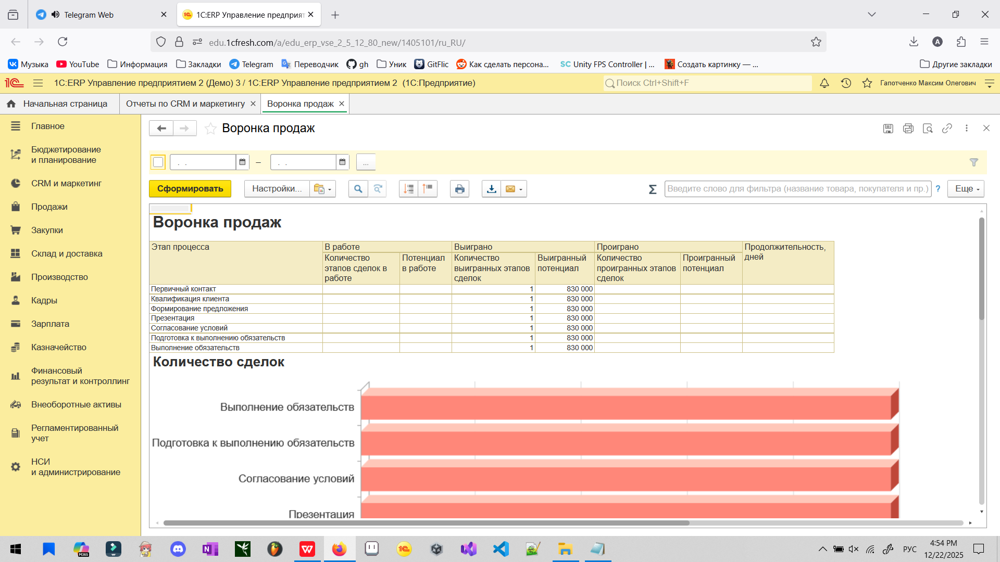 Telegram Web
1С:ERP Управление предприят
edu.1cfresh.com/a/edu_erp_vse_2_5_12_80_new/1405101/ru_RU/
A
Музыка
YouTube
Информация
Закладки
Telegram
Переводчик
gh
Уник
GitFlic
Как сделать персона...
SC Unity FPS Controller | ...
Создать картинку — ...
Другие закладки
1С:ERP Управление предприятием 2 (Демо) 3 / 1С:ERP Управление предприятием 2 (1С:Предприятие)
Поиск Ctrl+Shift+F
Гапотченко Максим Олегович
Начальная страница
Отчеты по CRM и маркетингу
Воронка продаж
Главное
Бюджетирование
и планирование
CRM и маркетинг
Продажи
Закупки
Склад и доставка
Производство
Кадры
Зарплата
Казначейство
Финансовый
результат и контроллинг
Внеоборотные активы
Регламентированный
учет
НСИ
и администрирование
Воронка продаж
. . – . . ...
Сформировать
Настройки...
Σ
Введите слово для фильтра (название товара, покупателя и пр.)
?
Еще
Воронка продаж
Этап процесса
В работе
Выиграно
Проиграно
Продолжительность,
дней
Количество
этапов сделок в
работе
Потенциал
в работе
Количество
выигранных этапов
сделок
Выигранный
потенциал
Количество
проигранных этапов
сделок
Проигранный
потенциал
Первичный контакт 1 830 000
Квалификация клиента 1 830 000
Формирование предложения 1 830 000
Презентация 1 830 000
Согласование условий 1 830 000
Подготовка к выполнению обязательств 1 830 000
Выполнение обязательств 1 830 000
Количество сделок
Выполнение обязательств
Подготовка к выполнению обязательств
Согласование условий
Презентация
M365
РУС
4:54 PM
12/22/2025